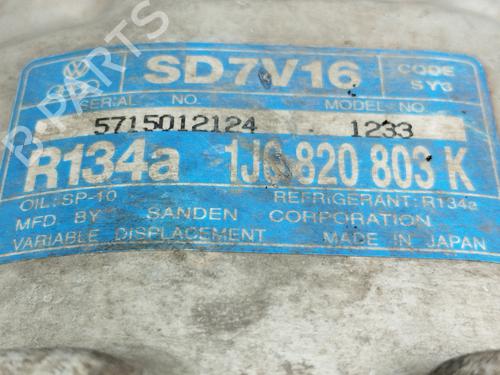 SD7V16
CODE
SYG
SERIAL NO.
MODEL NO.
5715012124 1233
R134a 1J0 820 803 K
OIL: SP-10 REFRIGERANT: R134a
MFD BY SANDEN CORPORATION
VARIABLE DISPLACEMENT MADE IN JAPAN
B-PARTS